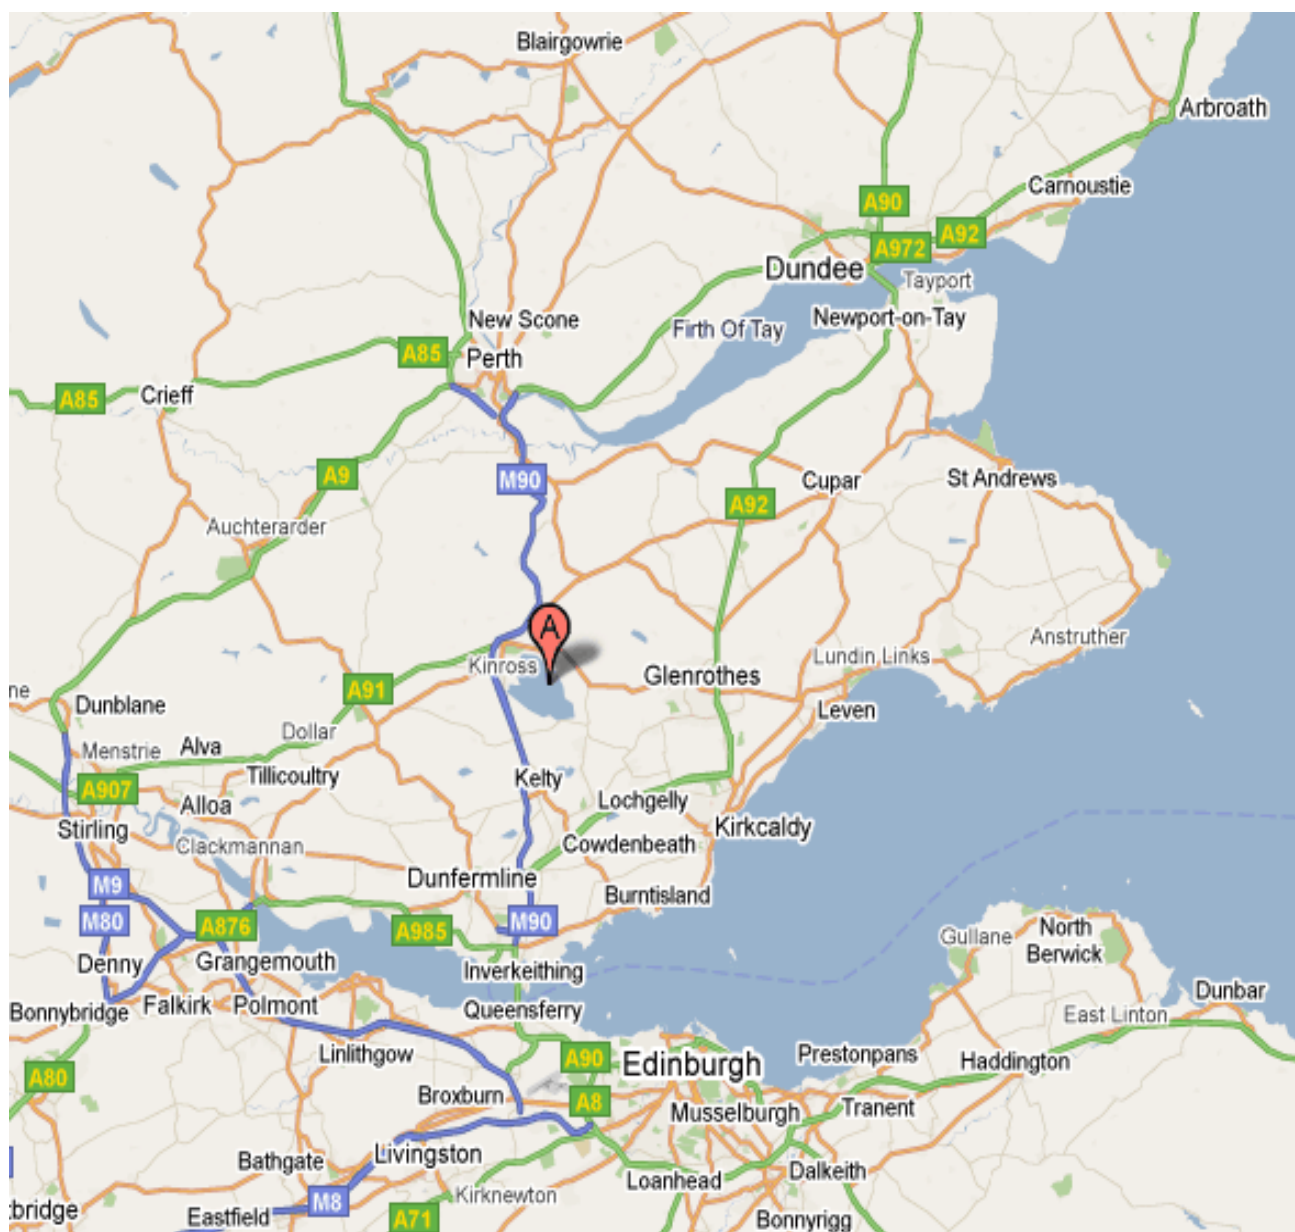 Blairgowrie
Arbroath
Carnoustie
A90
A92
A972
Dundee
Tayport
New Scone
Firth Of Tay
Newport-on-Tay
A85
Perth
A85
Crieff
A9
M90
Cupar
St Andrews
A92
Auchterarder
A
Anstruther
Lundin Links
Kinross
Glenrothes
A91
ne
Dunblane
Leven
Dollar
Menstrie
Alva
Tillicoultry
Kelty
A907
Alloa
Lochgelly
Stirling
Kirkcaldy
Clackmannan
Cowdenbeath
Dunfermline
M9
Burntisland
M80
A876
A985
M90
Gullane
North
Berwick
Denny
Grangemouth
Inverkeithing
Bonnybridge
Falkirk
Polmont
Queensferry
Dunbar
East Linton
Linlithgow
A90
Edinburgh
Prestonpans
Haddington
A80
Broxburn
A8
Musselburgh
Tranent
Bathgate
Livingston
Dalkeith
Loanhead
Kirknewton
M8
tbridge
Eastfield
A71
Bonnyrigg